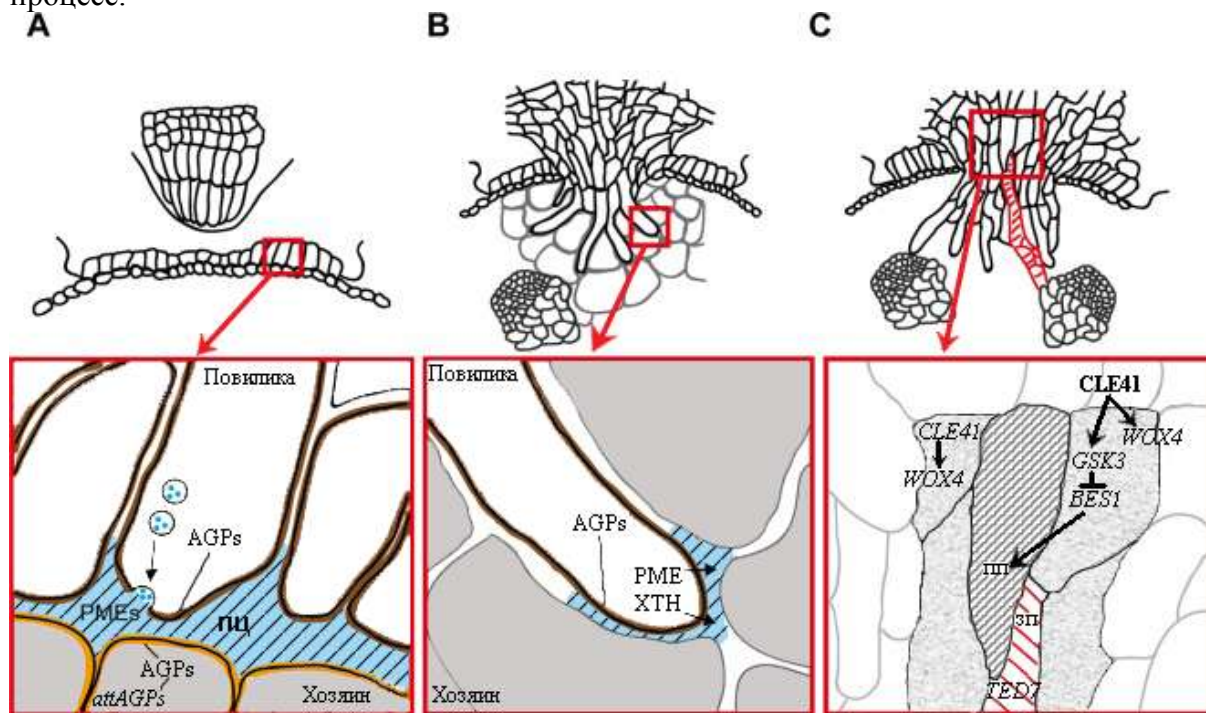 процесс.
A
B
C
Повилика
AGPs
PMEs
ПЦ
AGPs
attAGPs
Хозяин
Повилика
AGPs
PME
XTH
Хозяин
CLE41
CLE41
WOX4
WOX4
GSK3
BES1
пп
зп
TED7